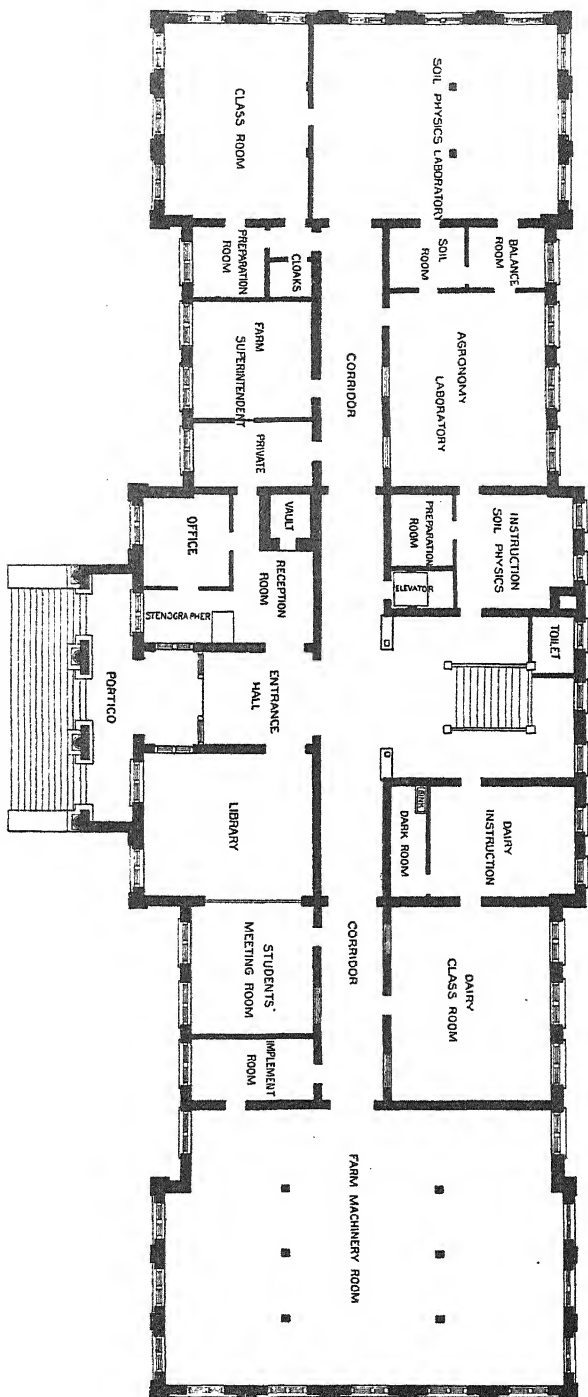 CLASS ROOM
SOIL PHYSICS LABORATORY
PREPARATION
ROOM
CLOAKS
SOIL
ROOM
BALANCE
ROOM
FARM
SUPERINTENDENT
CORRIDOR
AGRONOMY
LABORATORY
PRIVATE
OFFICE
VAULT
RECEPTION
ROOM
PREPARATION
ROOM
INSTRUCTION
SOIL PHYSICS
ELEVATOR
STENOGRAPHER
TOILET
PORTICO
ENTRANCE
HALL
LIBRARY
SINK
DARK ROOM
DAIRY
INSTRUCTION
STUDENTS'
MEETING ROOM
CORRIDOR
DAIRY
CLASS ROOM
IMPLEMENT
ROOM
FARM MACHINERY ROOM